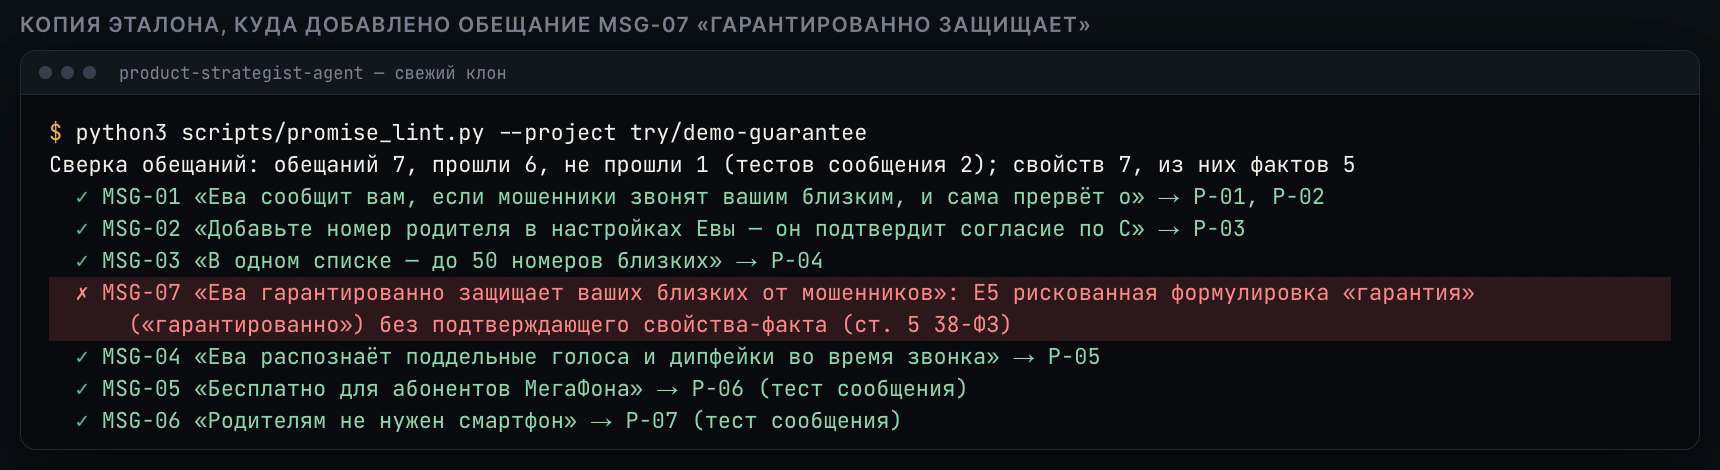 КОПИЯ ЭТАЛОНА, КУДА ДОБАВЛЕНО ОБЕЩАНИЕ MSG-07 «ГАРАНТИРОВАННО ЗАЩИЩАЕТ»
product-strategist-agent — свежий клон
$ python3 scripts/promise_lint.py --project try/demo-guarantee
Сверка обещаний: обещаний 7, прошли 6, не прошли 1 (тестов сообщения 2); свойств 7, из них фактов 5
✓ MSG-01 «Ева сообщит вам, если мошенники звонят вашим близким, и сама прервёт о» → P-01, P-02
✓ MSG-02 «Добавьте номер родителя в настройках Евы — он подтвердит согласие по С» → P-03
✓ MSG-03 «В одном списке — до 50 номеров близких» → P-04
✗ MSG-07 «Ева гарантированно защищает ваших близких от мошенников»: E5 рискованная формулировка «гарантия»
(«гарантированно») без подтверждающего свойства-факта (ст. 5 38-ФЗ)
✓ MSG-04 «Ева распознаёт поддельные голоса и дипфейки во время звонка» → P-05
✓ MSG-05 «Бесплатно для абонентов МегаФона» → P-06 (тест сообщения)
✓ MSG-06 «Родителям не нужен смартфон» → P-07 (тест сообщения)